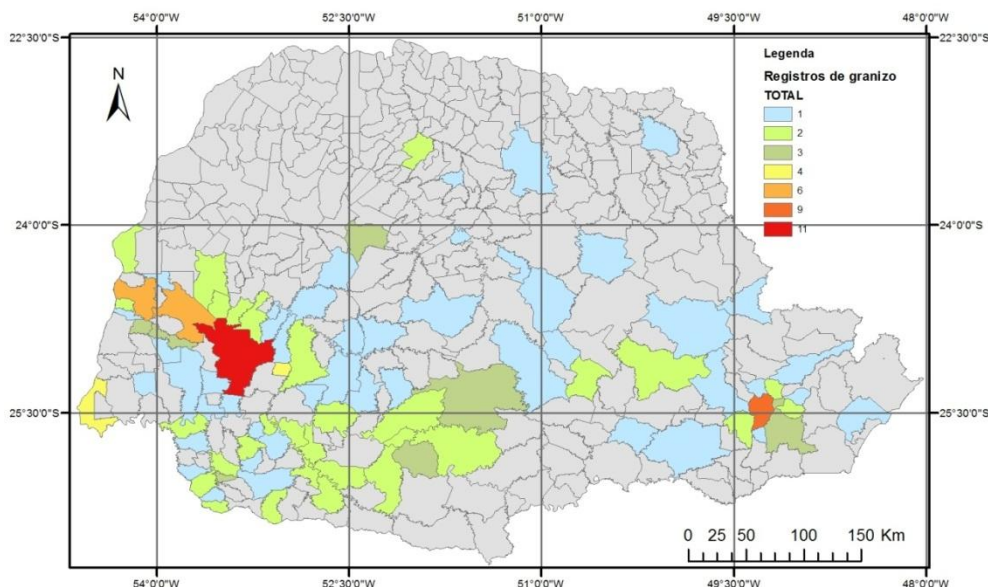 54°0'0"W 52°30'0"W 51°0'0"W 49°30'0"W 48°0'0"W
22°30'0"S 22°30'0"S
N
Legenda
Registros de granizo
TOTAL
1
2
3
4
6
9
11
24°0'0"S 24°0'0"S
25°30'0"S 25°30'0"S
0 25 50 100 150 Km
54°0'0"W 52°30'0"W 51°0'0"W 49°30'0"W 48°0'0"W